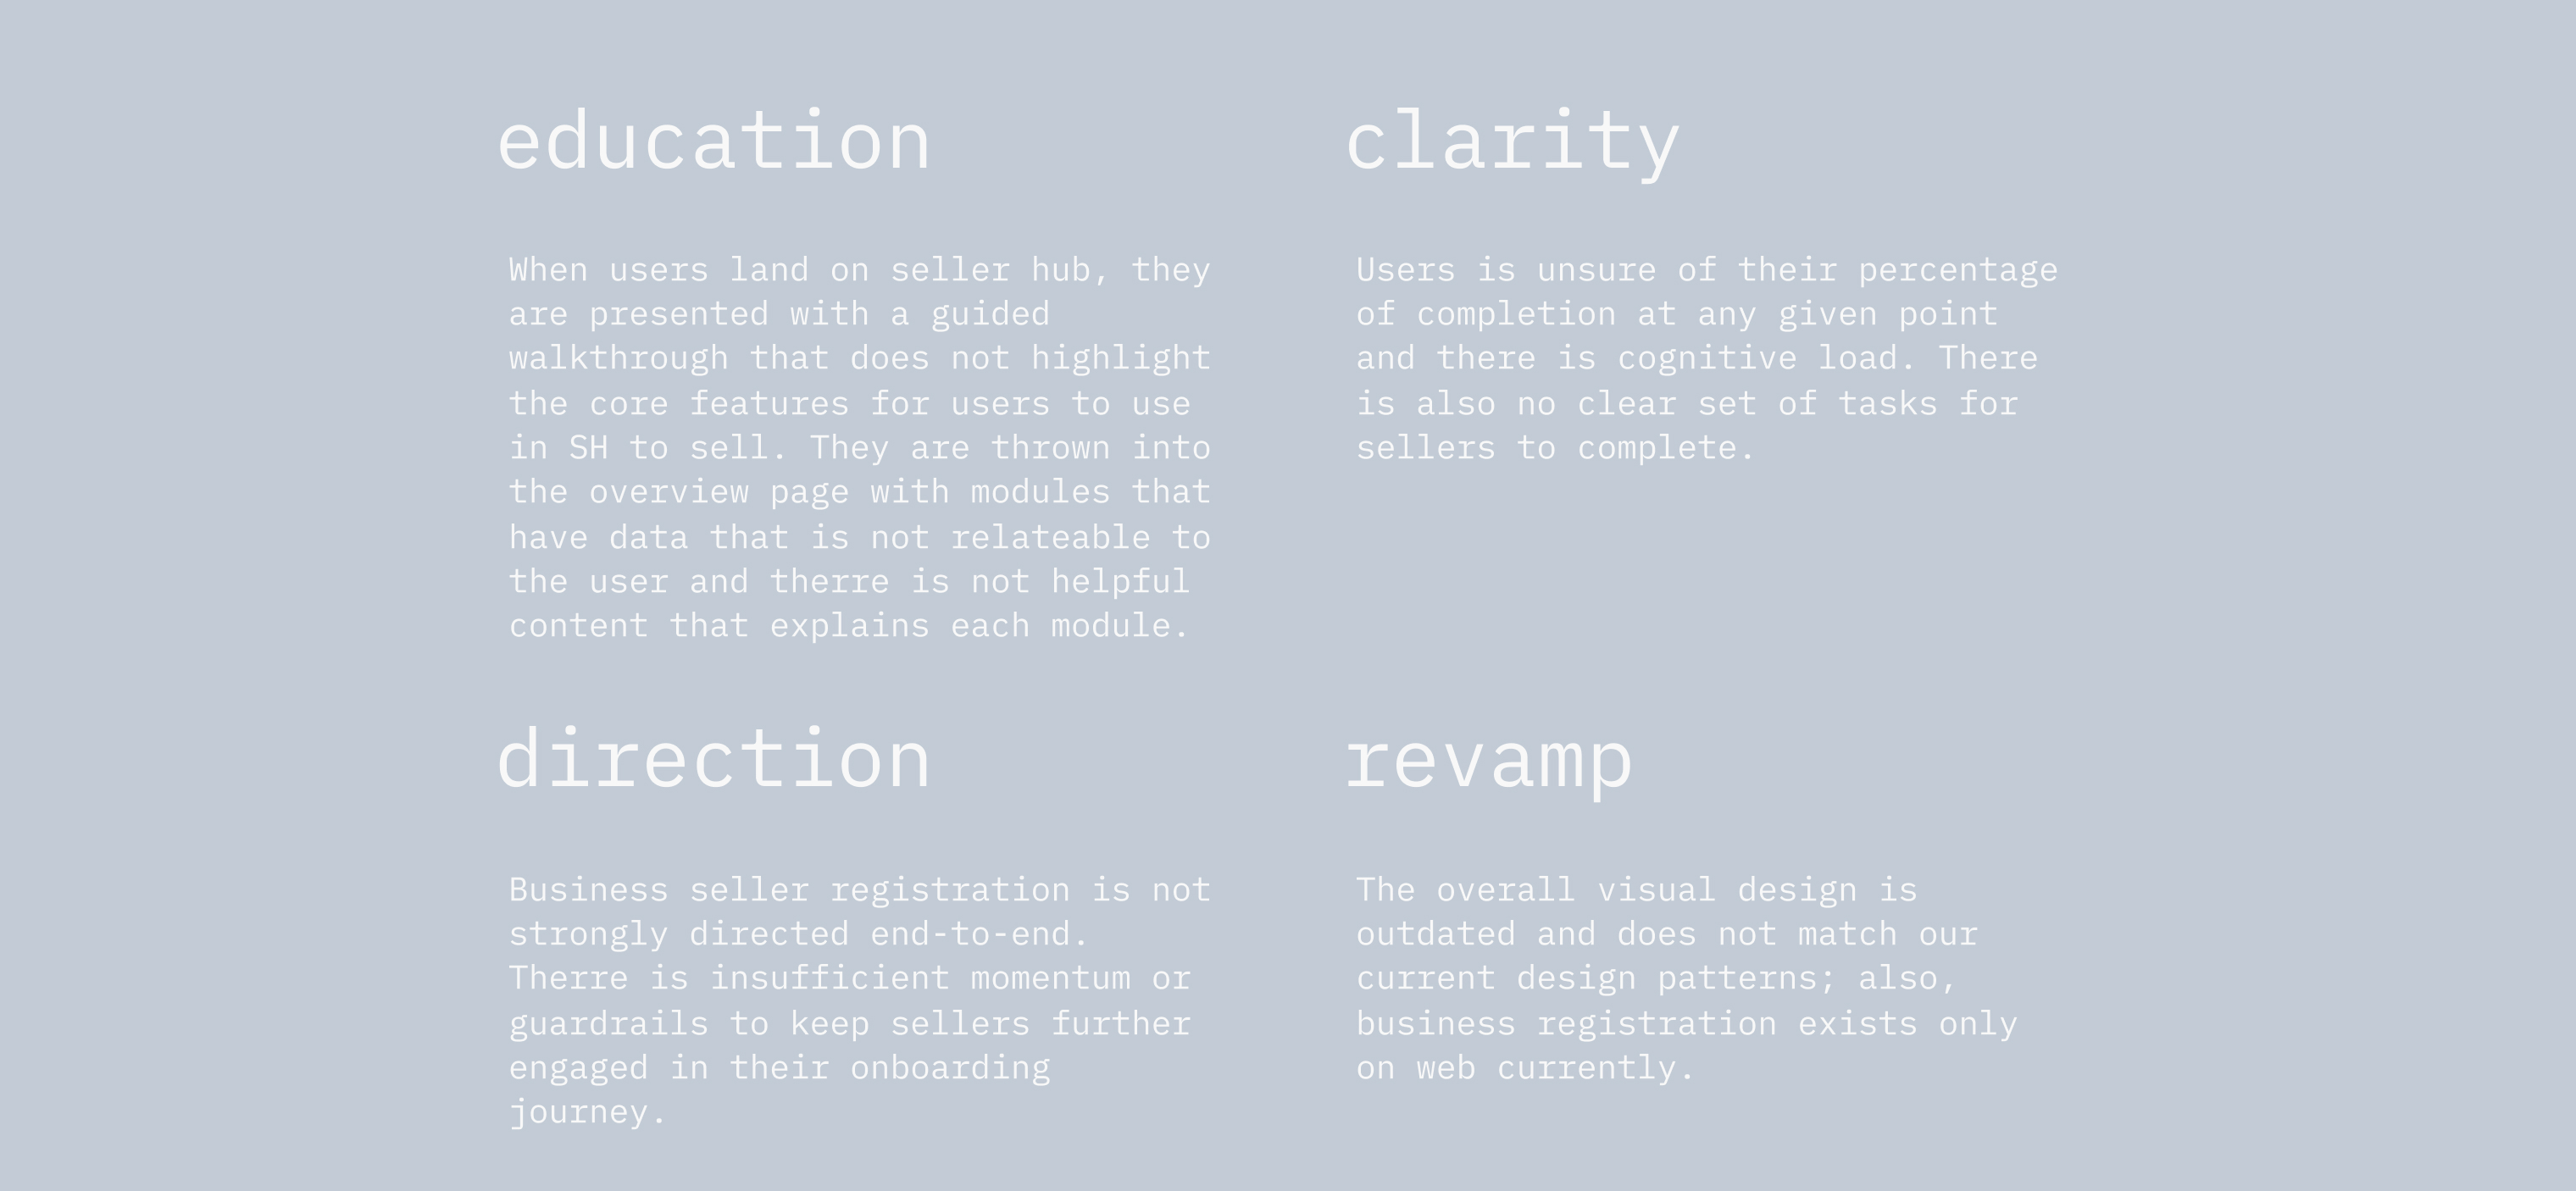 education
When users land on seller hub, they
are presented with a guided
walkthrough that does not highlight
the core features for users to use
in SH to sell. They are thrown into
the overview page with modules that
have data that is not relateable to
the user and therre is not helpful
content that explains each module.
clarity
Users is unsure of their percentage
of completion at any given point
and there is cognitive load. There
is also no clear set of tasks for
sellers to complete.
direction
Business seller registration is not
strongly directed end-to-end.
Therre is insufficient momentum or
guardrails to keep sellers further
engaged in their onboarding
journey.
revamp
The overall visual design is
outdated and does not match our
current design patterns; also,
business registration exists only
on web currently.